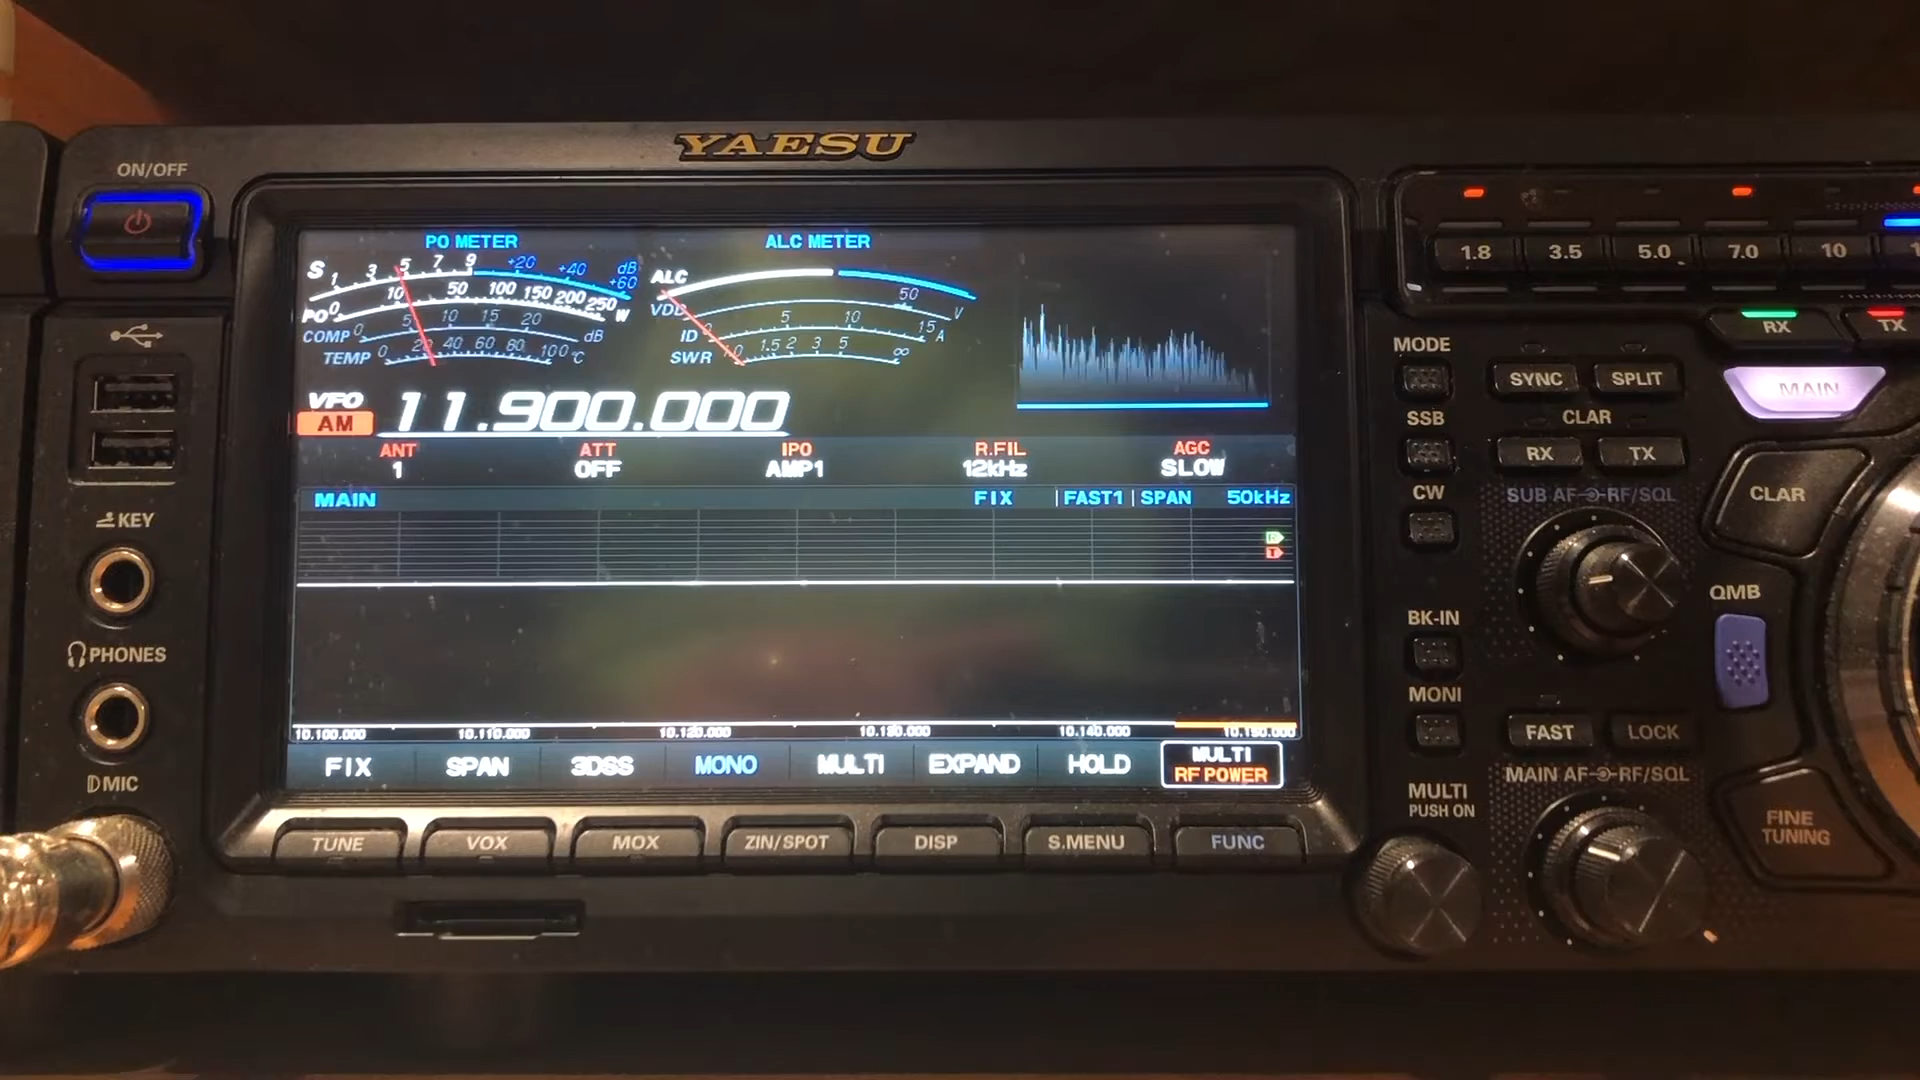 YAESU
ON/OFF
PO METER
ALC METER
S 1 3 5 7 9 +20 +40 +60 dB
PO 0 10 50 100 150 200 250 W
COMP 0 5 10 15 20 dB
TEMP 0 20 40 60 80 100 °C
ALC
VDD 50 V
ID 0 5 10 15 A
SWR 1.5 2 3 5 ∞
VFO
AM
11.900.000
ANT
1
ATT
OFF
IPO
AMP1
R.FIL
12kHz
AGC
SLOW
MAIN
FIX
FAST1
SPAN
50kHz
10.100.000 10.110.000 10.120.000 10.130.000 10.140.000 10.150.000
FIX SPAN 3DSS MONO MULTI EXPAND HOLD
MULTI
RF POWER
TUNE VOX MOX ZIN/SPOT DISP S.MENU FUNC
KEY
PHONES
MIC
1.8 3.5 5.0 7.0 10
RX TX
MODE
SYNC SPLIT
MAIN
SSB
CLAR
RX TX
CLAR
CW
SUB AF RF/SQL
QMB
BK-IN
MONI
FAST LOCK
MAIN AF RF/SQL
MULTI
PUSH ON
FINE
TUNING